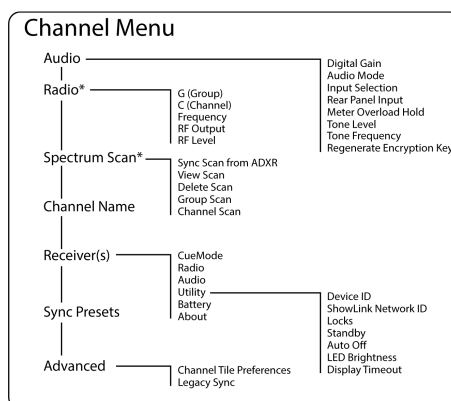 Channel Menu
Audio
Digital Gain
Audio Mode
Input Selection
Rear Panel Input
Meter Overload Hold
Tone Level
Tone Frequency
Regenerate Encryption Key
Radio*
G (Group)
C (Channel)
Frequency
RF Output
RF Level
Spectrum Scan*
Sync Scan from ADXR
View Scan
Delete Scan
Group Scan
Channel Scan
Channel Name
Receiver(s)
CueMode
Radio
Audio
Utility
Battery
About
Device ID
ShowLink Network ID
Locks
Standby
Auto Off
LED Brightness
Display Timeout
Sync Presets
Advanced
Channel Tile Preferences
Legacy Sync